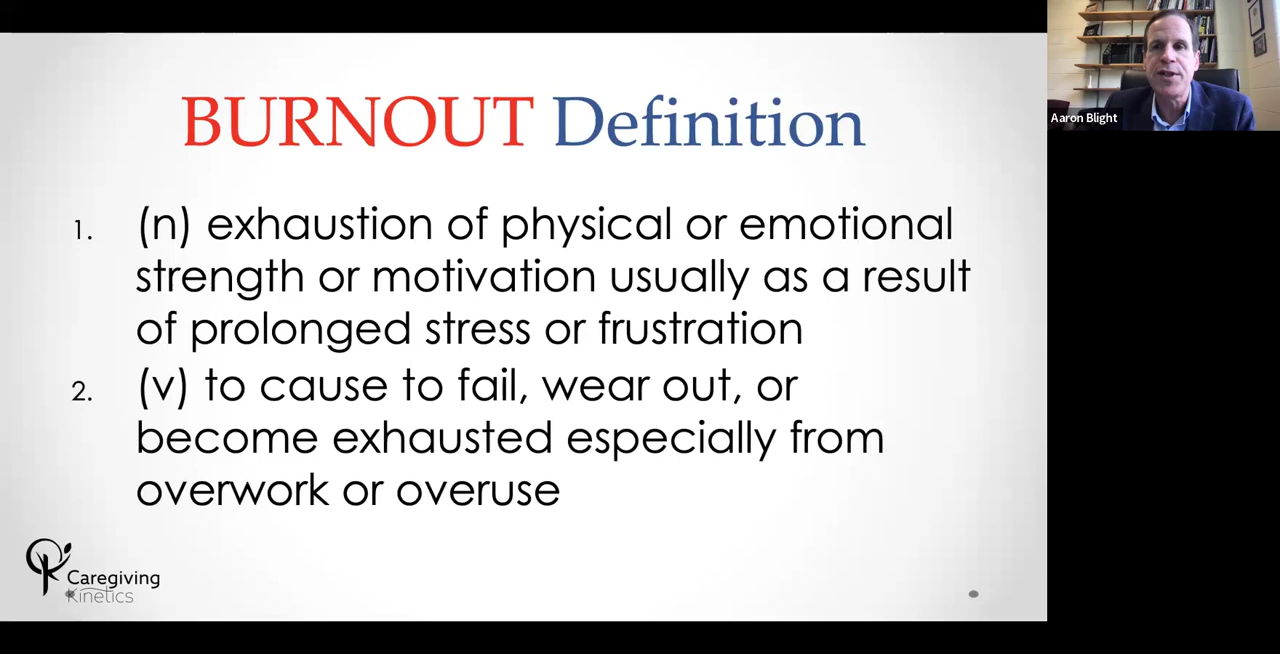 BURNOUT Definition
1. (n) exhaustion of physical or emotional
strength or motivation usually as a result
of prolonged stress or frustration
2. (v) to cause to fail, wear out, or
become exhausted especially from
overwork or overuse
Caregiving
Kinetics
Aaron Blight